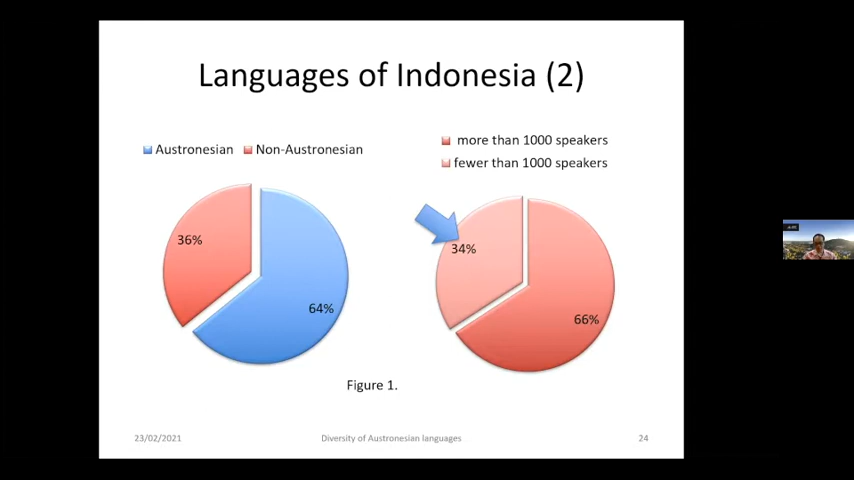 Languages of Indonesia (2)
Austronesian Non-Austronesian
more than 1000 speakers
fewer than 1000 speakers
36%
64%
34%
66%
Figure 1.
23/02/2021 Diversity of Austronesian languages 24